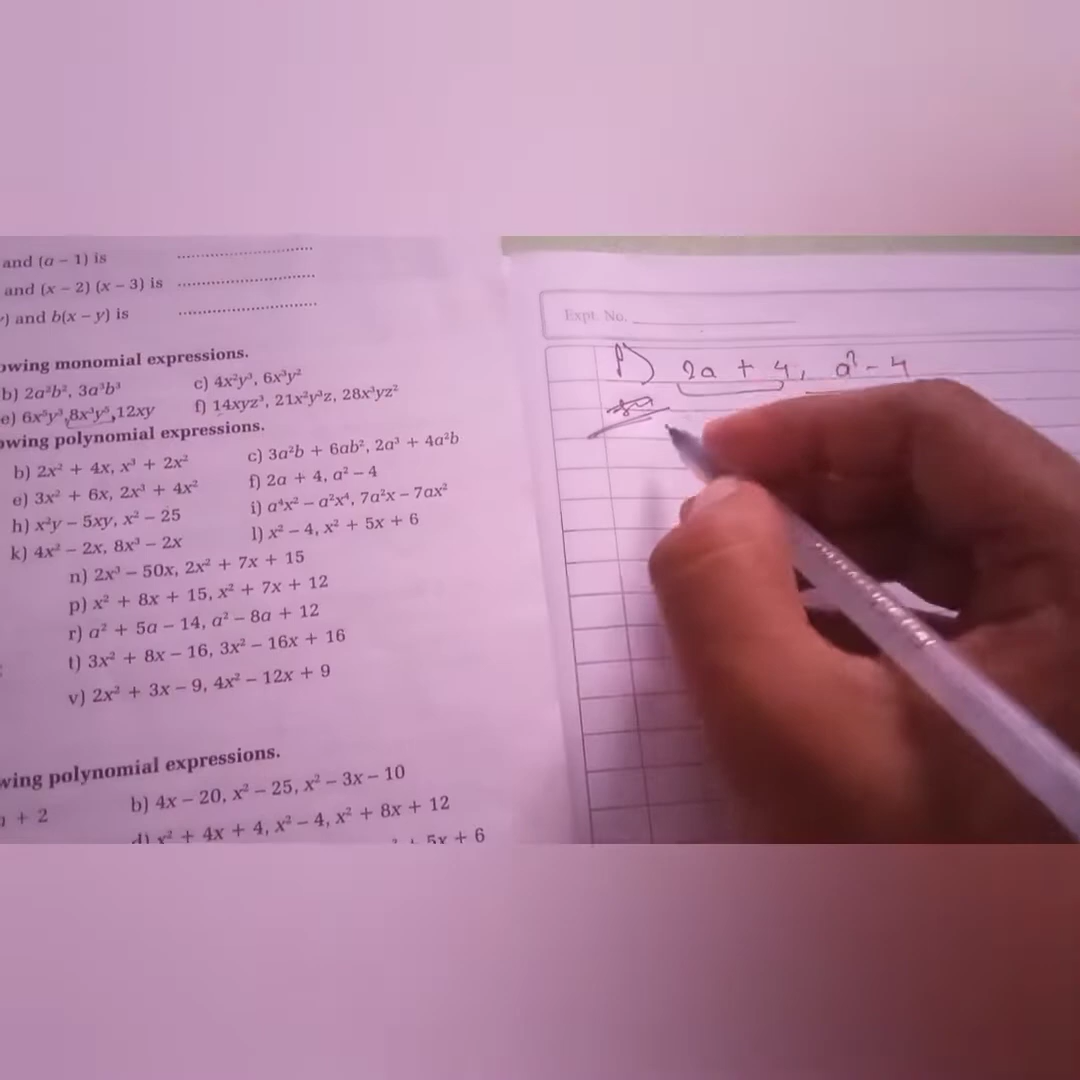 and (a – 1) is ..............................
and (x – 2) (x – 3) is ..............................
) and b(x – y) is ..............................
owing monomial expressions.
b) 2a²b², 3a³b³ c) 4x²y³, 6x³y²
e) 6x⁵y³, 8x³y⁵, 12xy f) 14xyz³, 21x²y³z, 28x³yz²
owing polynomial expressions.
b) 2x² + 4x, x³ + 2x² c) 3a²b + 6ab², 2a³ + 4a²b
e) 3x² + 6x, 2x³ + 4x² f) 2a + 4, a² – 4
h) x²y – 5xy, x² – 25 i) a⁴x² – a²x⁴, 7a²x – 7ax²
k) 4x² – 2x, 8x³ – 2x l) x² – 4, x² + 5x + 6
n) 2x³ – 50x, 2x² + 7x + 15
p) x² + 8x + 15, x² + 7x + 12
r) a² + 5a – 14, a² – 8a + 12
t) 3x² + 8x – 16, 3x² – 16x + 16
v) 2x² + 3x – 9, 4x² – 12x + 9
wing polynomial expressions.
+ 2 b) 4x – 20, x² – 25, x² – 3x – 10
d) x² + 4x + 4, x² – 4, x² + 8x + 12
+ 5x + 6
Expt. No.
f) 2a + 4, a² - 4